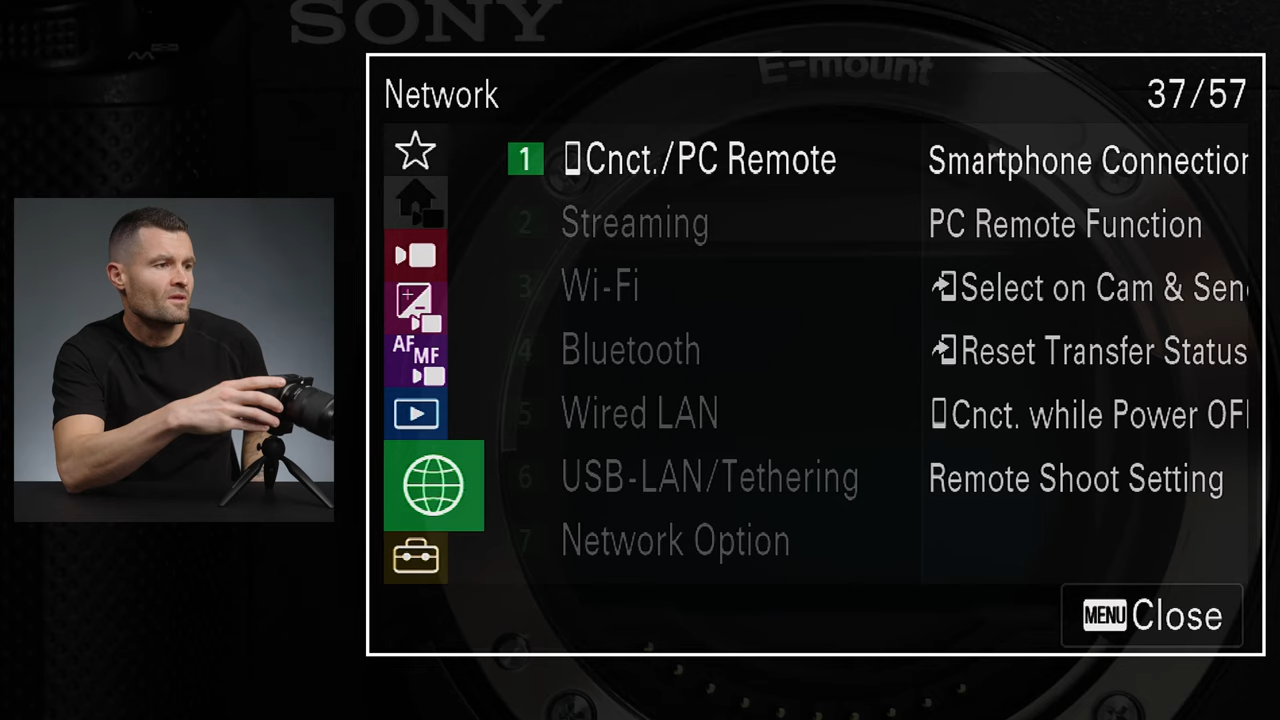 SONY
E-mount
Network 37/57
1 Cnct./PC Remote Smartphone Connection
2 Streaming PC Remote Function
3 Wi-Fi Select on Cam & Sen
4 Bluetooth Reset Transfer Status
5 Wired LAN Cnct. while Power OF
6 USB-LAN/Tethering Remote Shoot Setting
7 Network Option
AF
MF
MENU Close